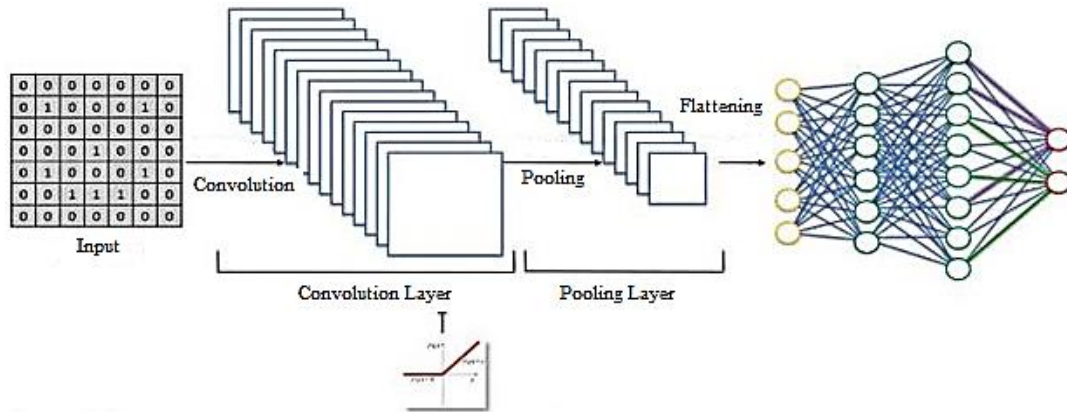 0 0 0 0 0 0 0
0 1 0 0 0 1 0
0 0 0 0 0 0 0
0 0 0 1 0 0 0
0 1 0 0 0 1 0
0 0 1 1 1 0 0
0 0 0 0 0 0 0
Input
Convolution
Pooling
Flattening
Convolution Layer
Pooling Layer